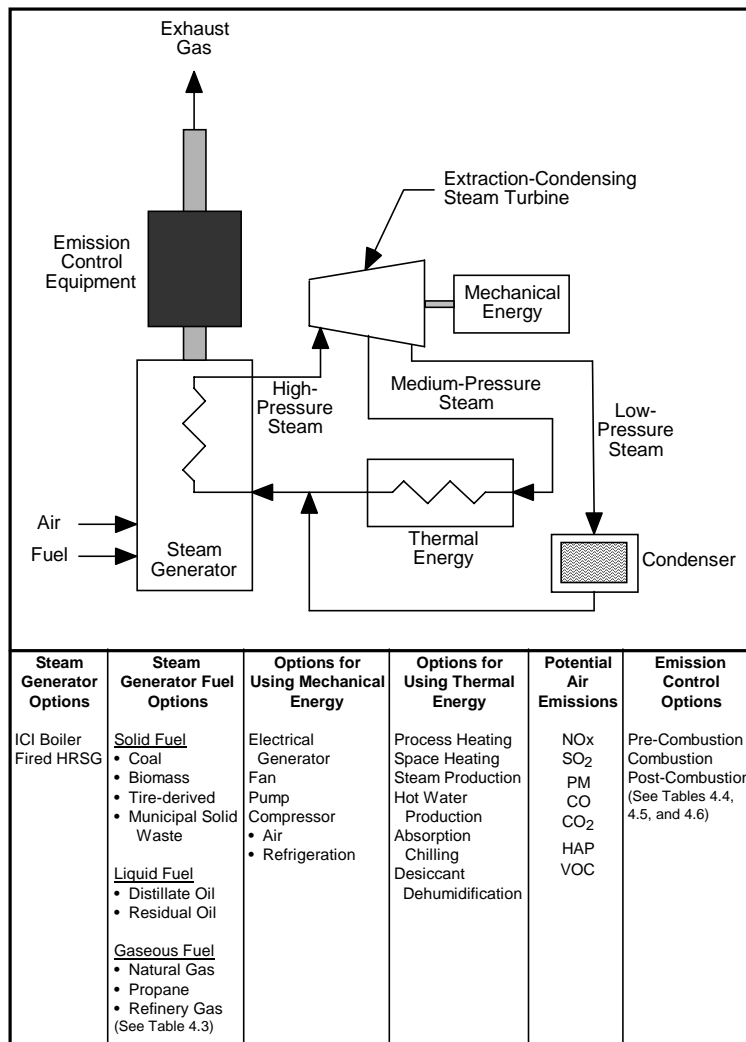 Exhaust
Gas
Extraction-Condensing
Steam Turbine
Emission
Control
Equipment
Mechanical
Energy
High-
Pressure
Steam
Medium-Pressure
Steam
Low-
Pressure
Steam
Air
Fuel
Steam
Generator
Thermal
Energy
Condenser
Steam
Generator
Options
ICI Boiler
Fired HRSG
Steam
Generator Fuel
Options
Solid Fuel
• Coal
• Biomass
• Tire-derived
• Municipal Solid
Waste
Liquid Fuel
• Distillate Oil
• Residual Oil
Gaseous Fuel
• Natural Gas
• Propane
• Refinery Gas
(See Table 4.3)
Options for
Using Mechanical
Energy
Electrical
Generator
Fan
Pump
Compressor
• Air
• Refrigeration
Options for
Using Thermal
Energy
Process Heating
Space Heating
Steam Production
Hot Water
Production
Absorption
Chilling
Desiccant
Dehumidification
Potential
Air
Emissions
NOx
SO2
PM
CO
CO2
HAP
VOC
Emission
Control
Options
Pre-Combustion
Combustion
Post-Combustion
(See Tables 4.4,
4.5, and 4.6)